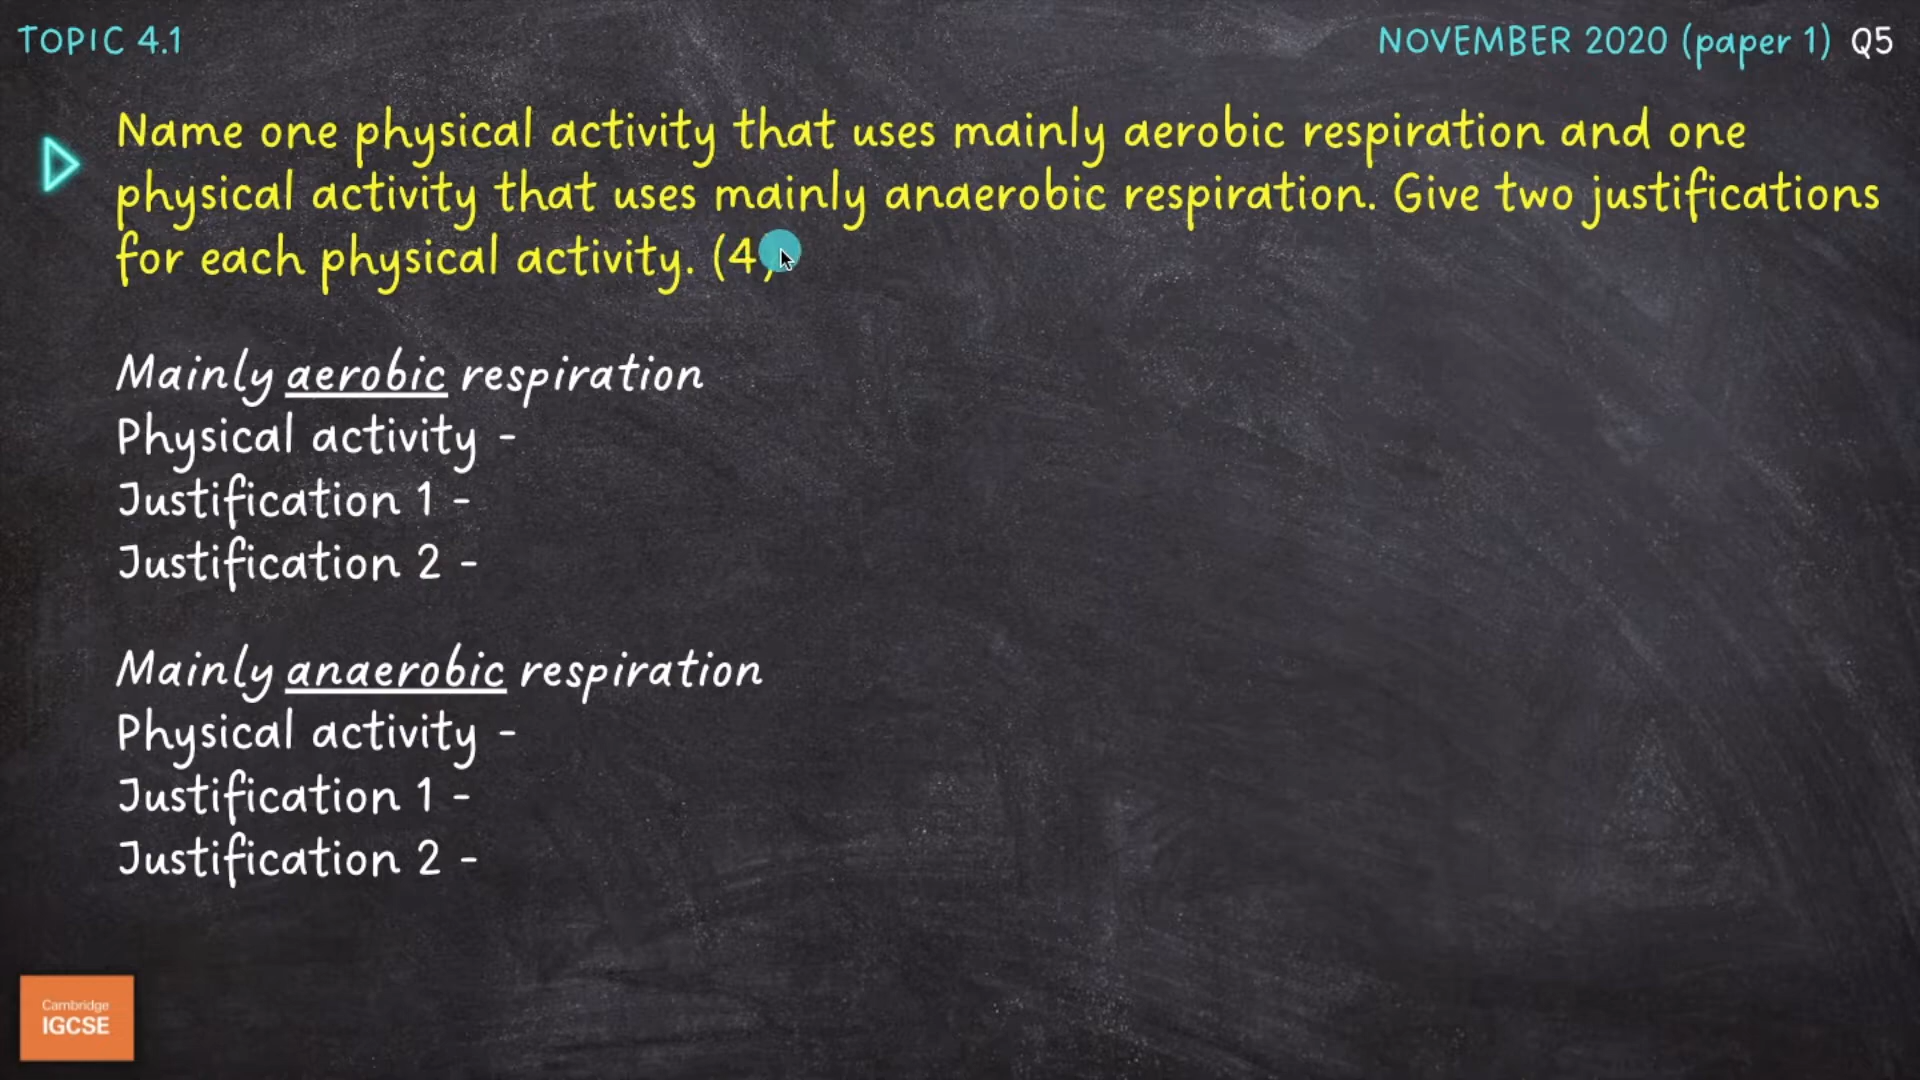 TOPIC 4.1
NOVEMBER 2020 (paper 1) Q5
Name one physical activity that uses mainly aerobic respiration and one
physical activity that uses mainly anaerobic respiration. Give two justifications
for each physical activity. (4)
Mainly aerobic respiration
Physical activity -
Justification 1 -
Justification 2 -
Mainly anaerobic respiration
Physical activity -
Justification 1 -
Justification 2 -
Cambridge
IGCSE